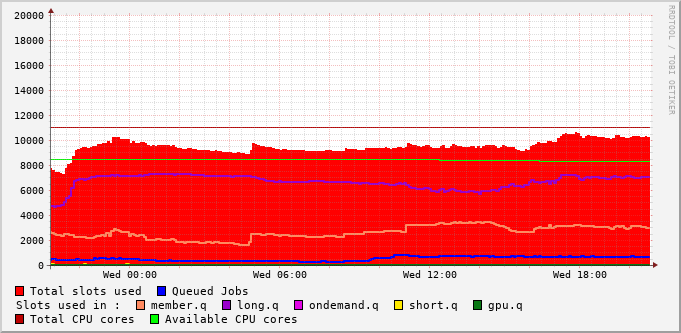 20000
18000
16000
14000
12000
10000
8000
6000
4000
2000
0
Wed 00:00 Wed 06:00 Wed 12:00 Wed 18:00
RRDTOOL / TOBI OETIKER
Total slots used Queued Jobs
Slots used in : member.q long.q ondemand.q short.q gpu.q
Total CPU cores Available CPU cores